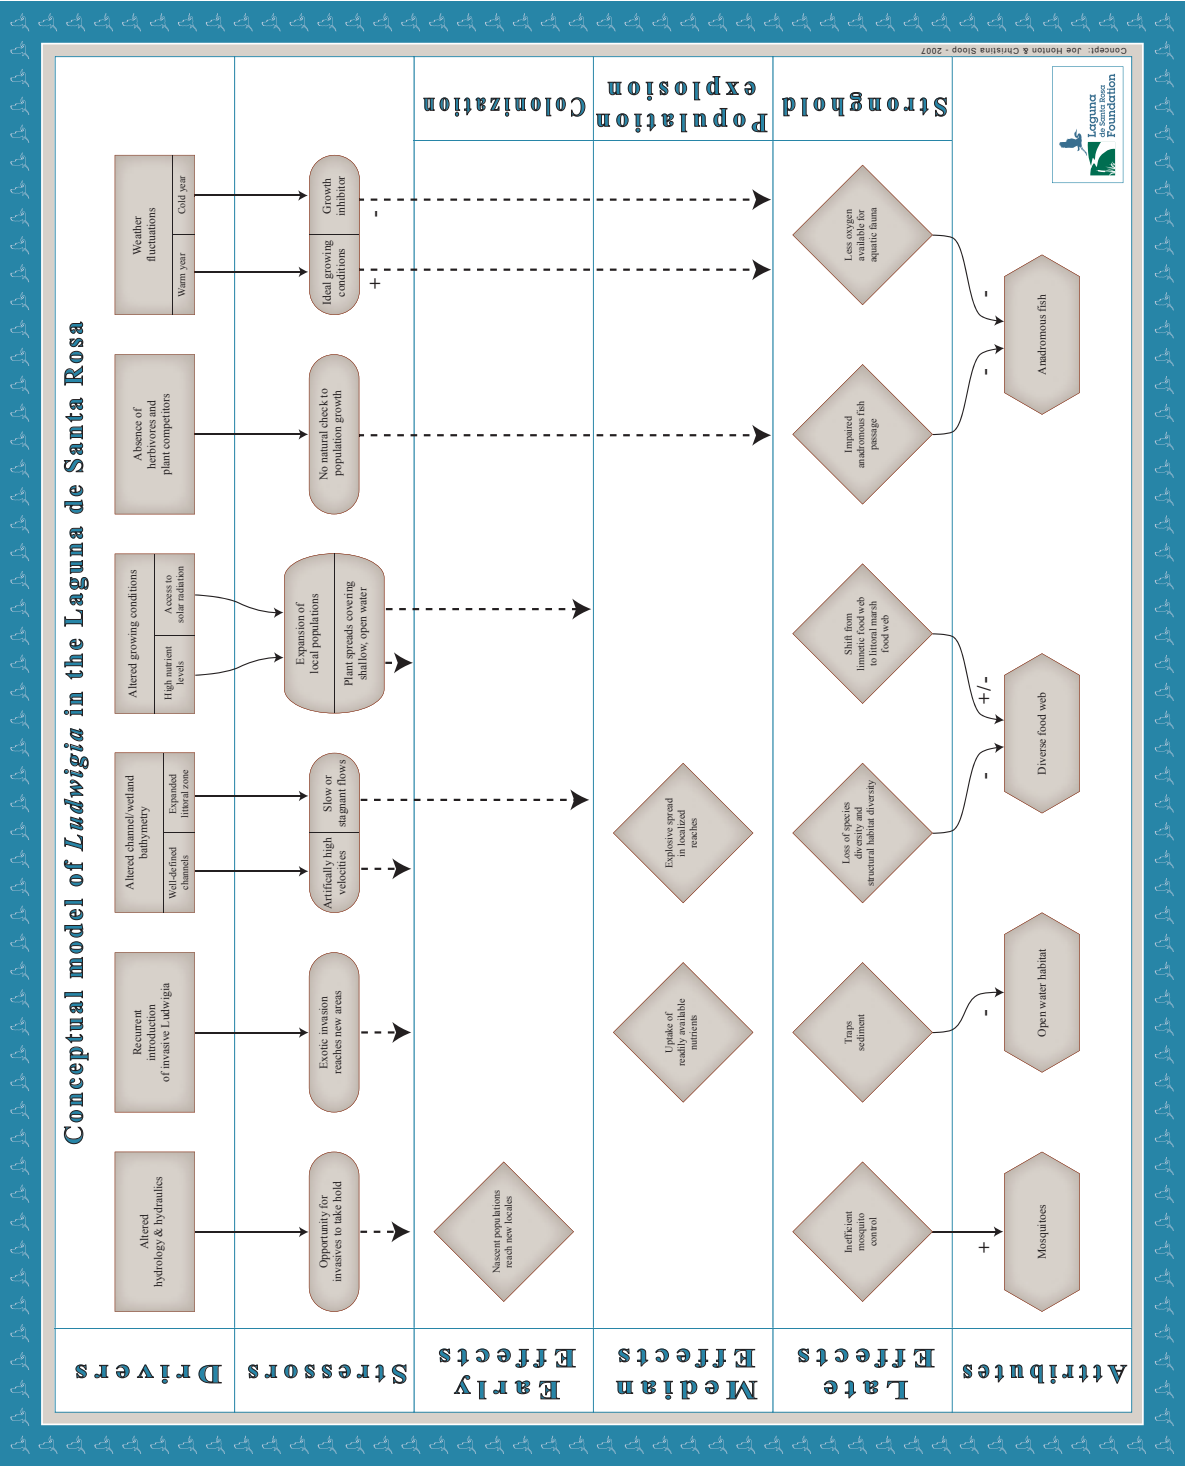 Conceptual model of Ludwigia in the Laguna de Santa Rosa
Drivers
Altered
hydrology & hydraulics
Recurrent
introduction
of invasive Ludwigia
Altered channel/wetland
bathymetry
Well-defined
channels
Expanded
littoral zone
Altered growing conditions
High nutrient
levels
Access to
solar radiation
Absence of
herbivores and
plant competitors
Weather
fluctuations
Warm year
Cold year
Stressors
Opportunity for
invasives to take hold
Exotic invasion
reaches new areas
Artificially high
velocities
Slow or
stagnant flows
Expansion of
local populations
Plant spreads covering
shallow, open water
No natural check to
population growth
Ideal growing
conditions
Growth
inhibitor
+
-
Early
Effects
Nascent populations
reach new locales
Colonization
Median
Effects
Uptake of
readily available
nutrients
Explosive spread
in localized
reaches
Population
explosion
Late
Effects
Inefficient
mosquito
control
Traps
sediment
Loss of species
diversity and
structural habitat diversity
Shift from
limnetic food web
to littoral marsh
food web
Impaired
anadromous fish
passage
Less oxygen
available for
aquatic fauna
Stronghold
+
-
-
+/-
-
-
Attributes
Mosquitoes
Open water habitat
Diverse food web
Anadromous fish
Laguna
de Santa Rosa
Foundation
Concept: Joe Honton & Christina Sloop - 2007